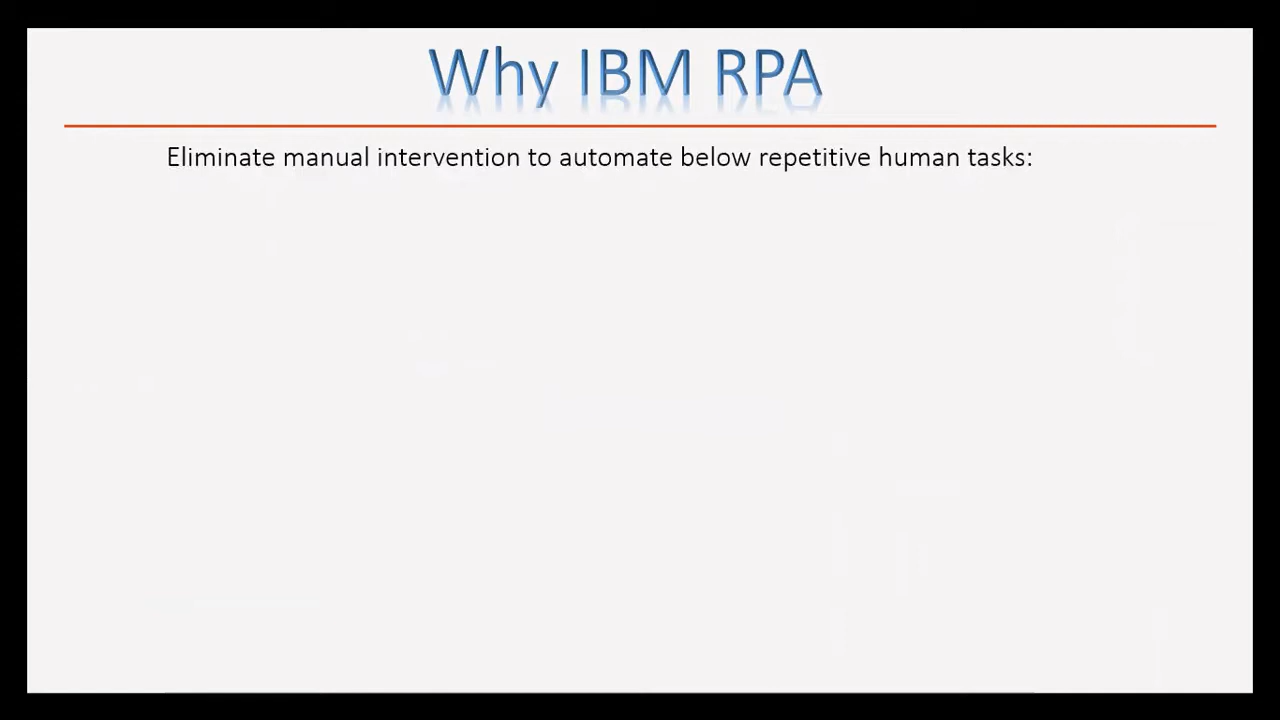 Why IBM RPA
Eliminate manual intervention to automate below repetitive human tasks: